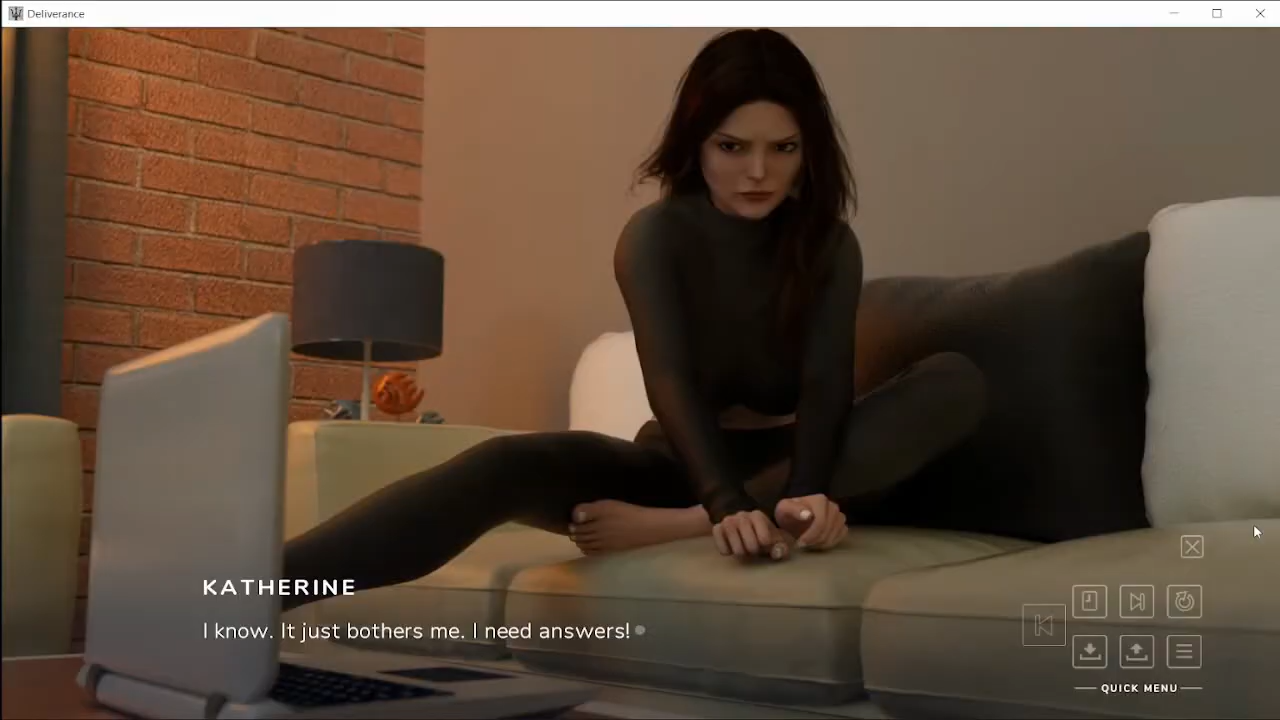 Deliverance
KATHERINE
I know. It just bothers me. I need answers!
QUICK MENU